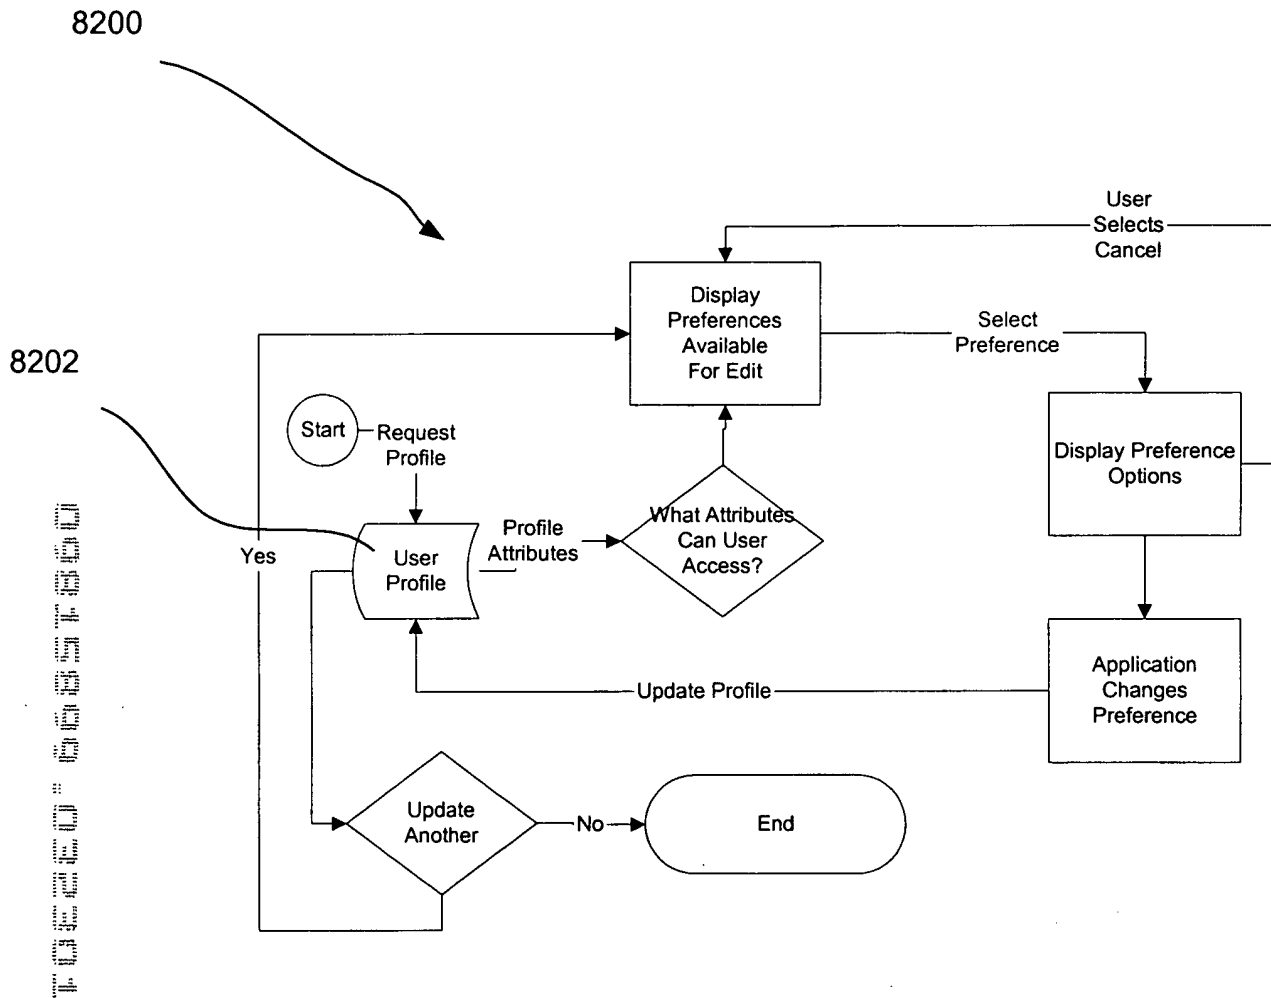 8200
User
Selects
Cancel
Display
Preferences
Available
For Edit
Select
Preference
8202
Start
Request
Profile
Display Preference
Options
Yes
User
Profile
Profile
Attributes
What Attributes
Can User
Access?
Application
Changes
Preference
Update Profile
Update
Another
No
End